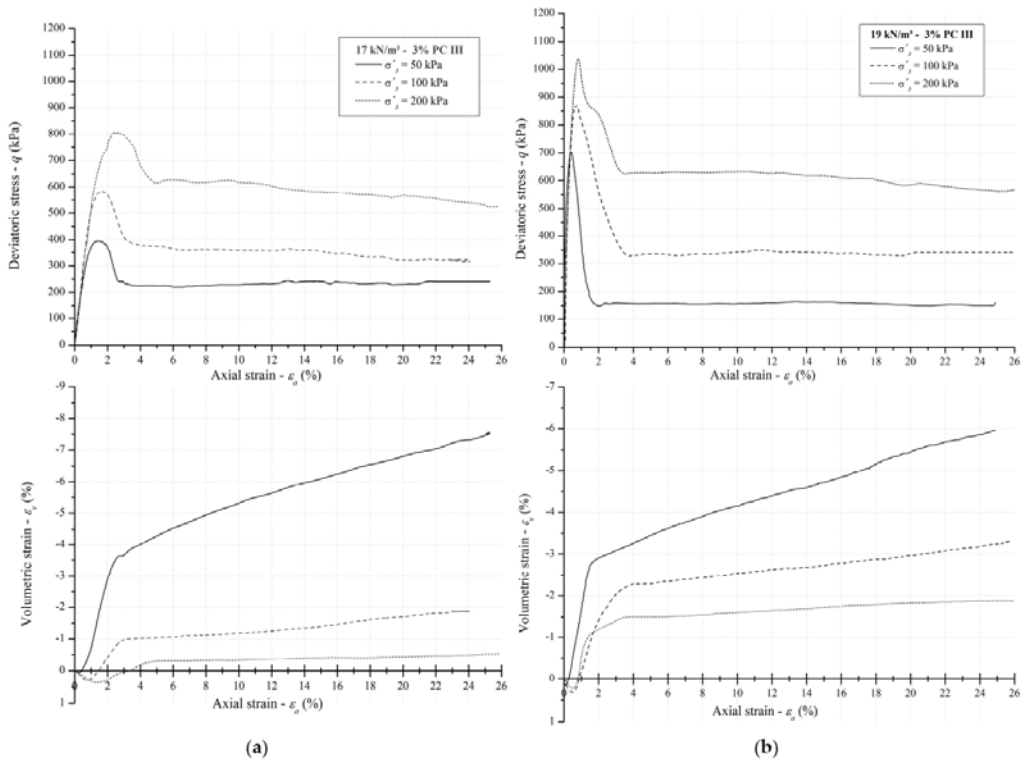 1200
1100
1000
900
800
700
600
500
400
300
200
100
0
Deviatoric stress - q (kPa)
17 kN/m³ - 3% PC III
σ'₃ = 50 kPa
σ'₃ = 100 kPa
σ'₃ = 200 kPa
0 2 4 6 8 10 12 14 16 18 20 22 24 26
Axial strain - εₐ (%)
-9
-8
-7
-6
-5
-4
-3
-2
-1
0
1
Volumetric strain - εᵥ (%)
0 2 4 6 8 10 12 14 16 18 20 22 24 26
Axial strain - εₐ (%)
(a)
1200
1100
1000
900
800
700
600
500
400
300
200
100
0
Deviatoric stress - q (kPa)
19 kN/m³ - 3% PC III
σ'₃ = 50 kPa
σ'₃ = 100 kPa
σ'₃ = 200 kPa
0 2 4 6 8 10 12 14 16 18 20 22 24 26
Axial strain - εₐ (%)
-7
-6
-5
-4
-3
-2
-1
0
1
Volumetric strain - εᵥ (%)
0 2 4 6 8 10 12 14 16 18 20 22 24 26
Axial strain - εₐ (%)
(b)